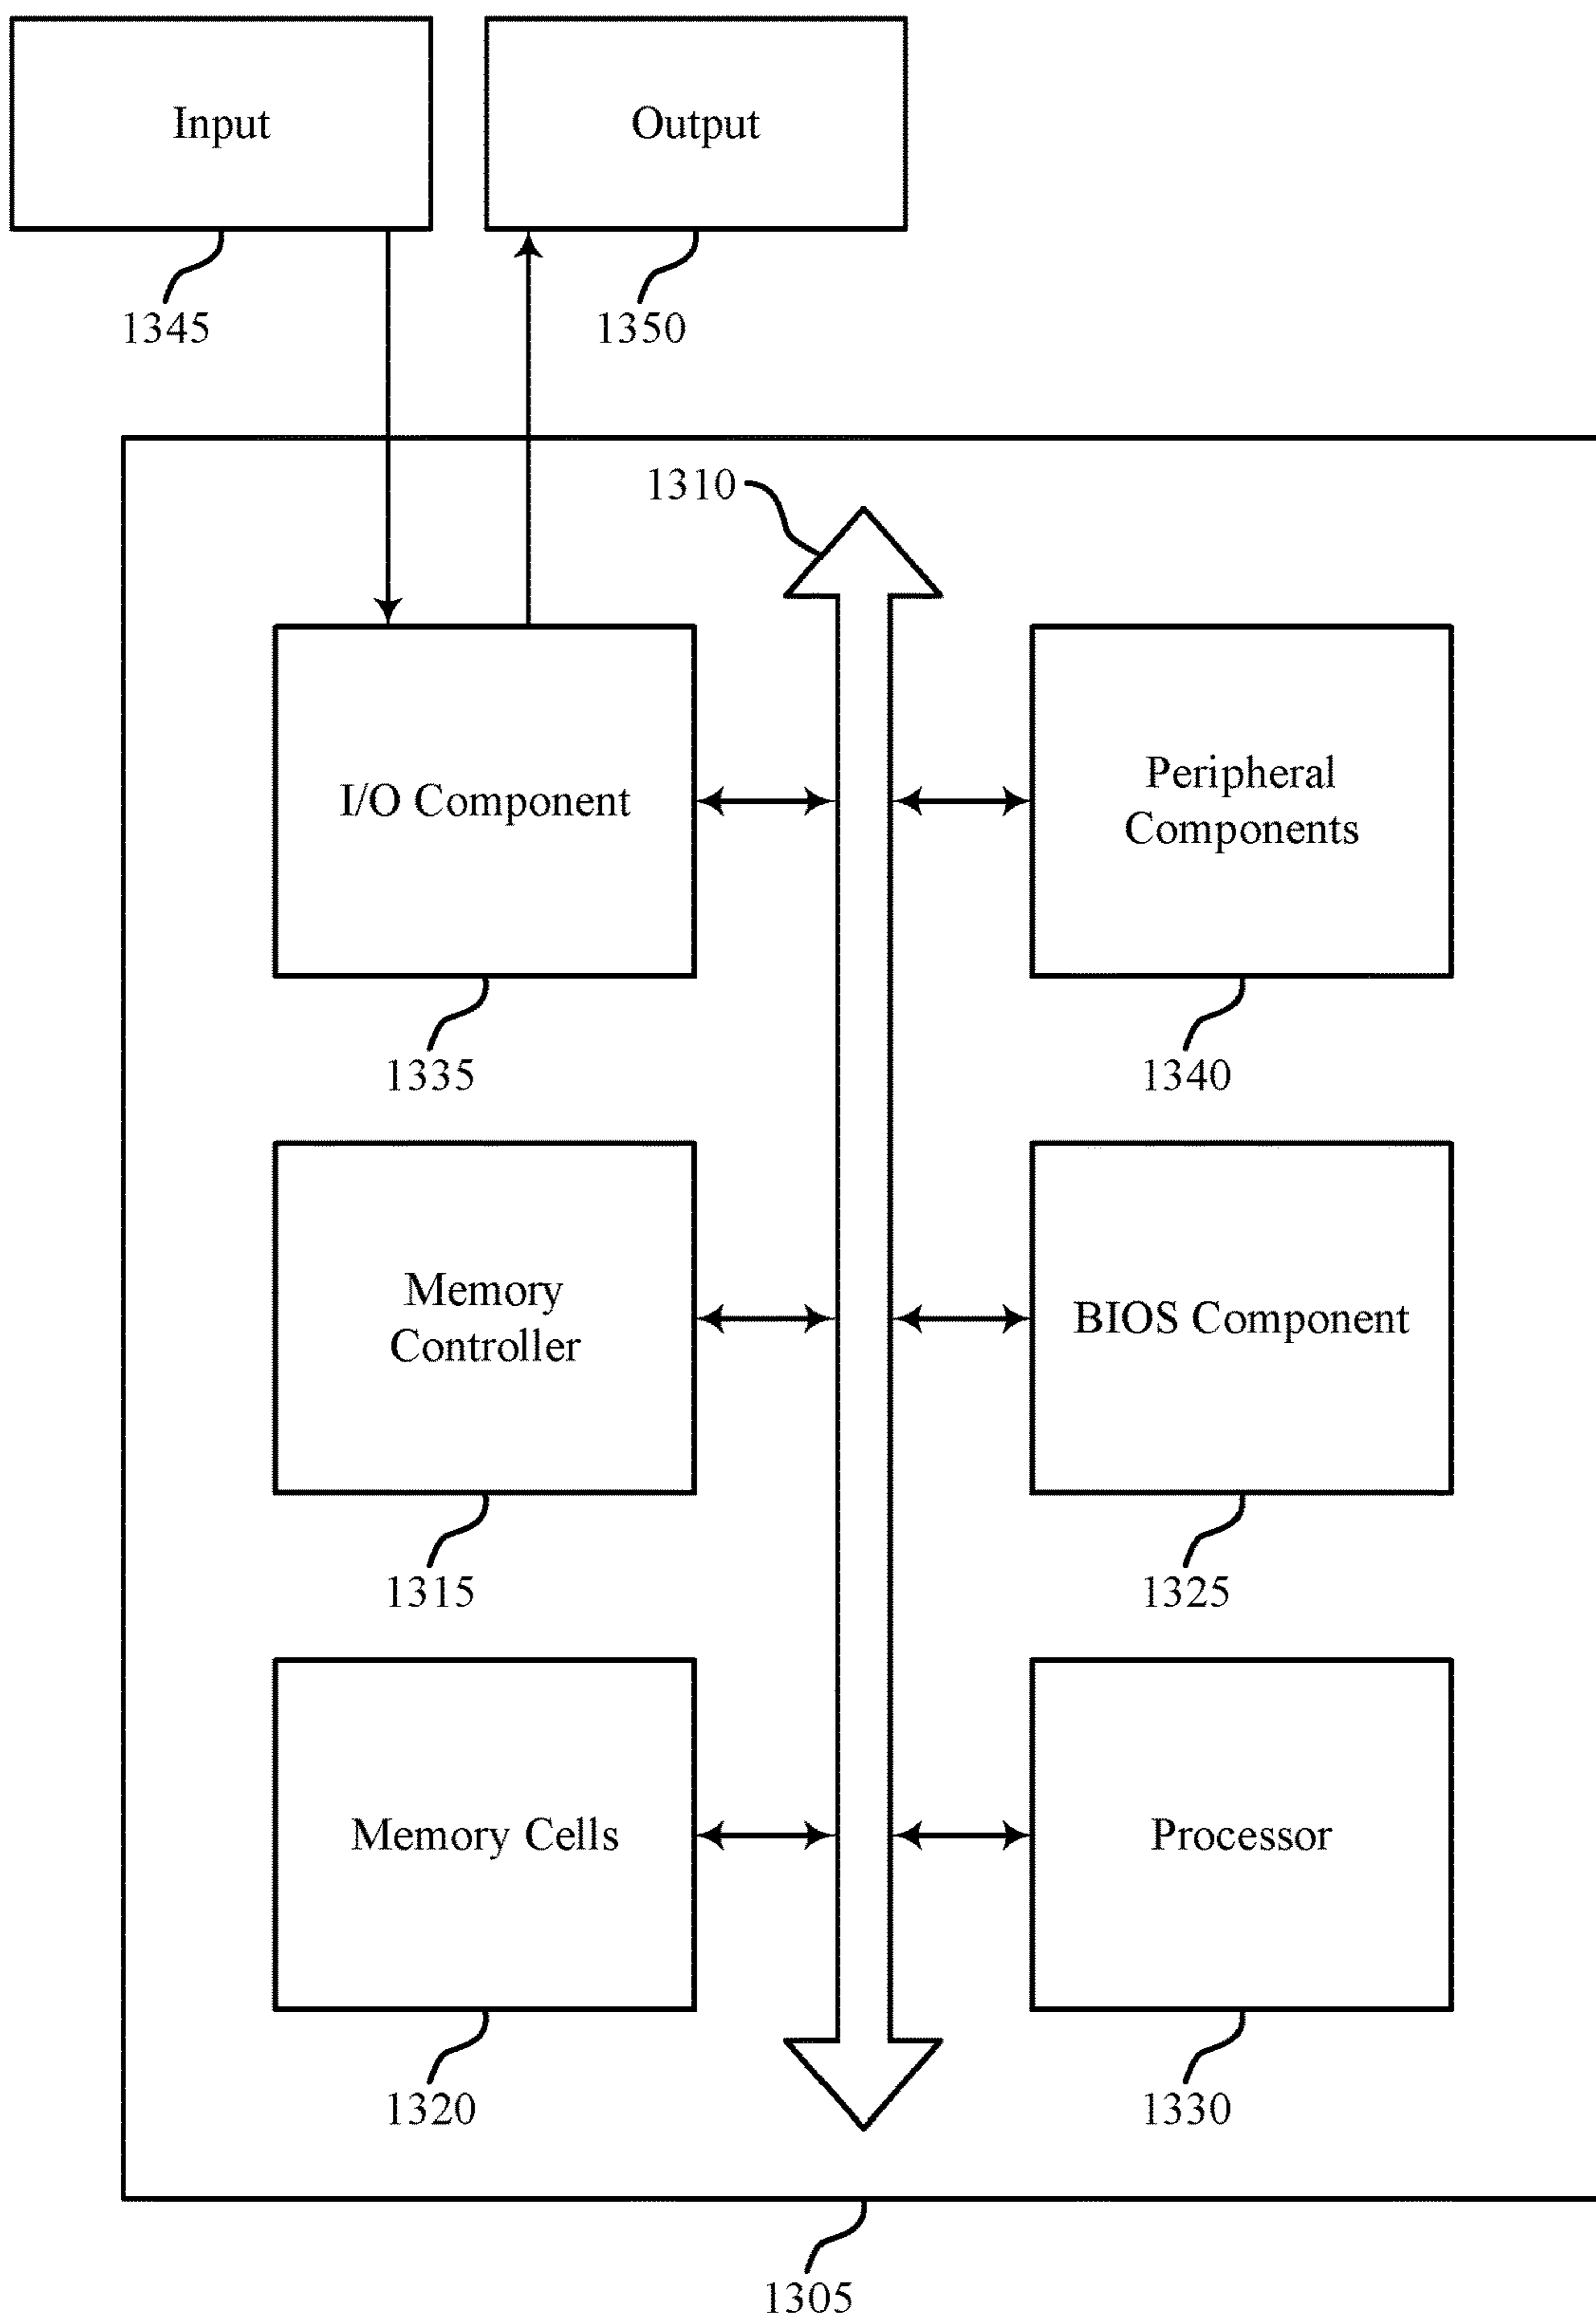 Input
Output
1345
1350
1310
I/O Component
Peripheral
Components
1335
1340
Memory
Controller
BIOS Component
1315
1325
Memory Cells
Processor
1320
1330
1305